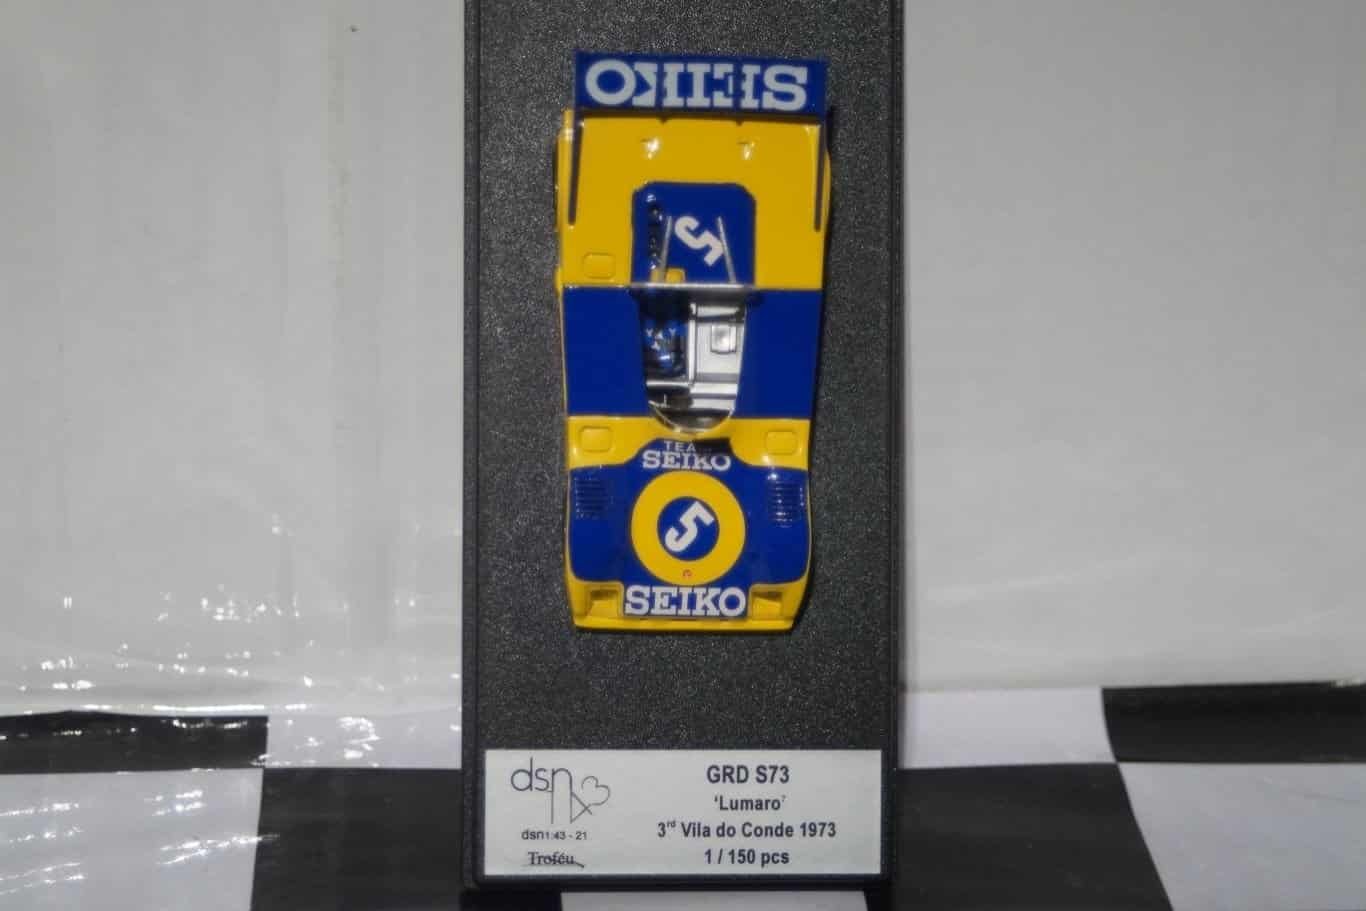 SEIKO
5
TEAM
SEIKO
5
SEIKO
dsn
dsn1:43 - 21
Troféu
GRD S73
'Lumaro'
3rd Vila do Conde 1973
1 / 150 pcs